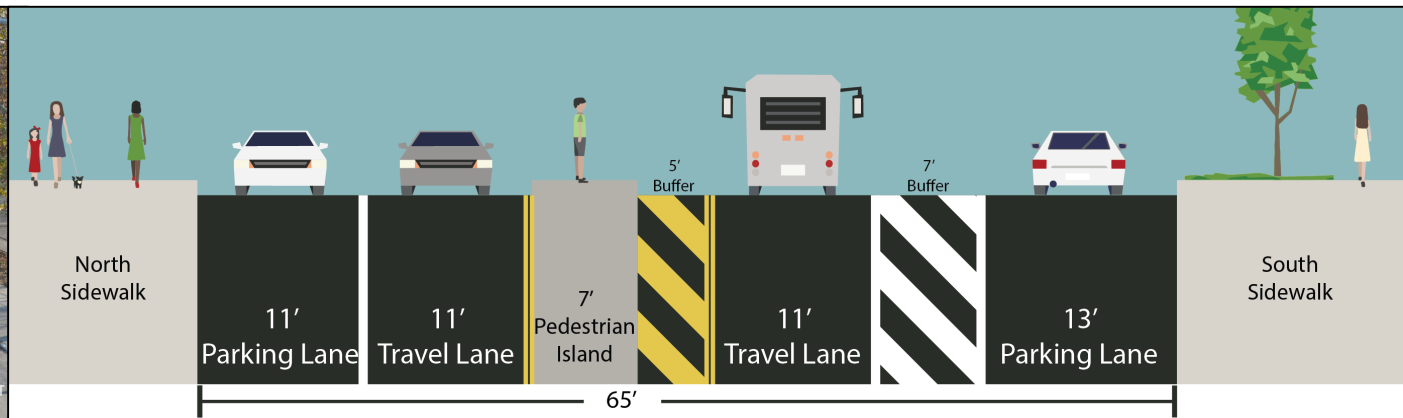 North
Sidewalk
11′
Parking Lane
11′
Travel Lane
7′
Pedestrian
Island
5′
Buffer
11′
Travel Lane
7′
Buffer
13′
Parking Lane
South
Sidewalk
65′